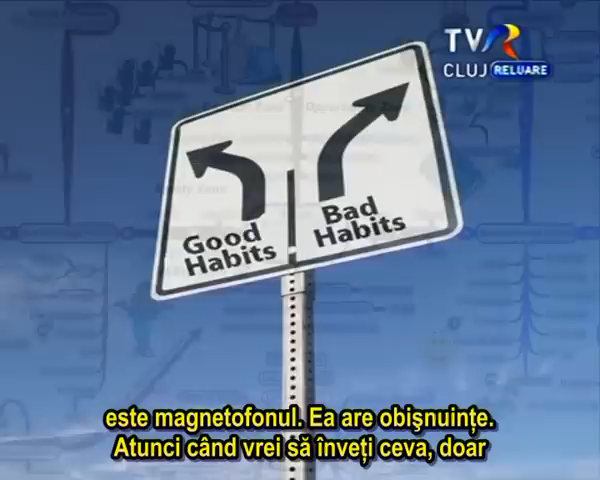 TVR
CLUJ RELUARE
Good
Habits
Bad
Habits
este magnetofonul. Ea are obişnuinţe.
Atunci când vrei să înveţi ceva, doar